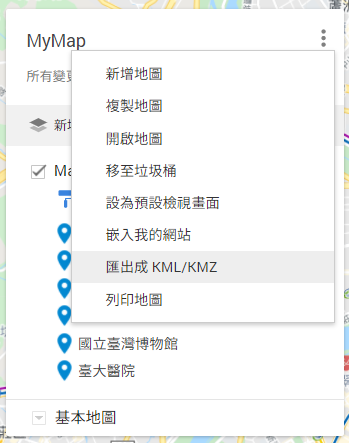 MyMap
所有變
新增地圖
複製地圖
開啟地圖
移至垃圾桶
設為預設檢視畫面
嵌入我的網站
匯出成 KML/KMZ
列印地圖
新
Ma
國立臺灣博物館
臺大醫院
基本地圖